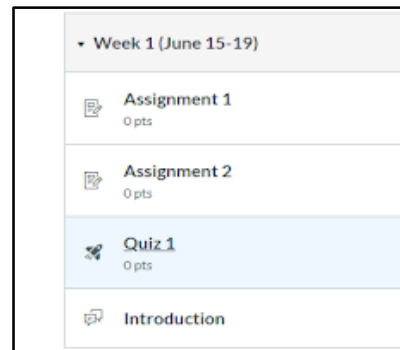 Week 1 (June 15-19)
Assignment 1
0 pts
Assignment 2
0 pts
Quiz 1
0 pts
Introduction